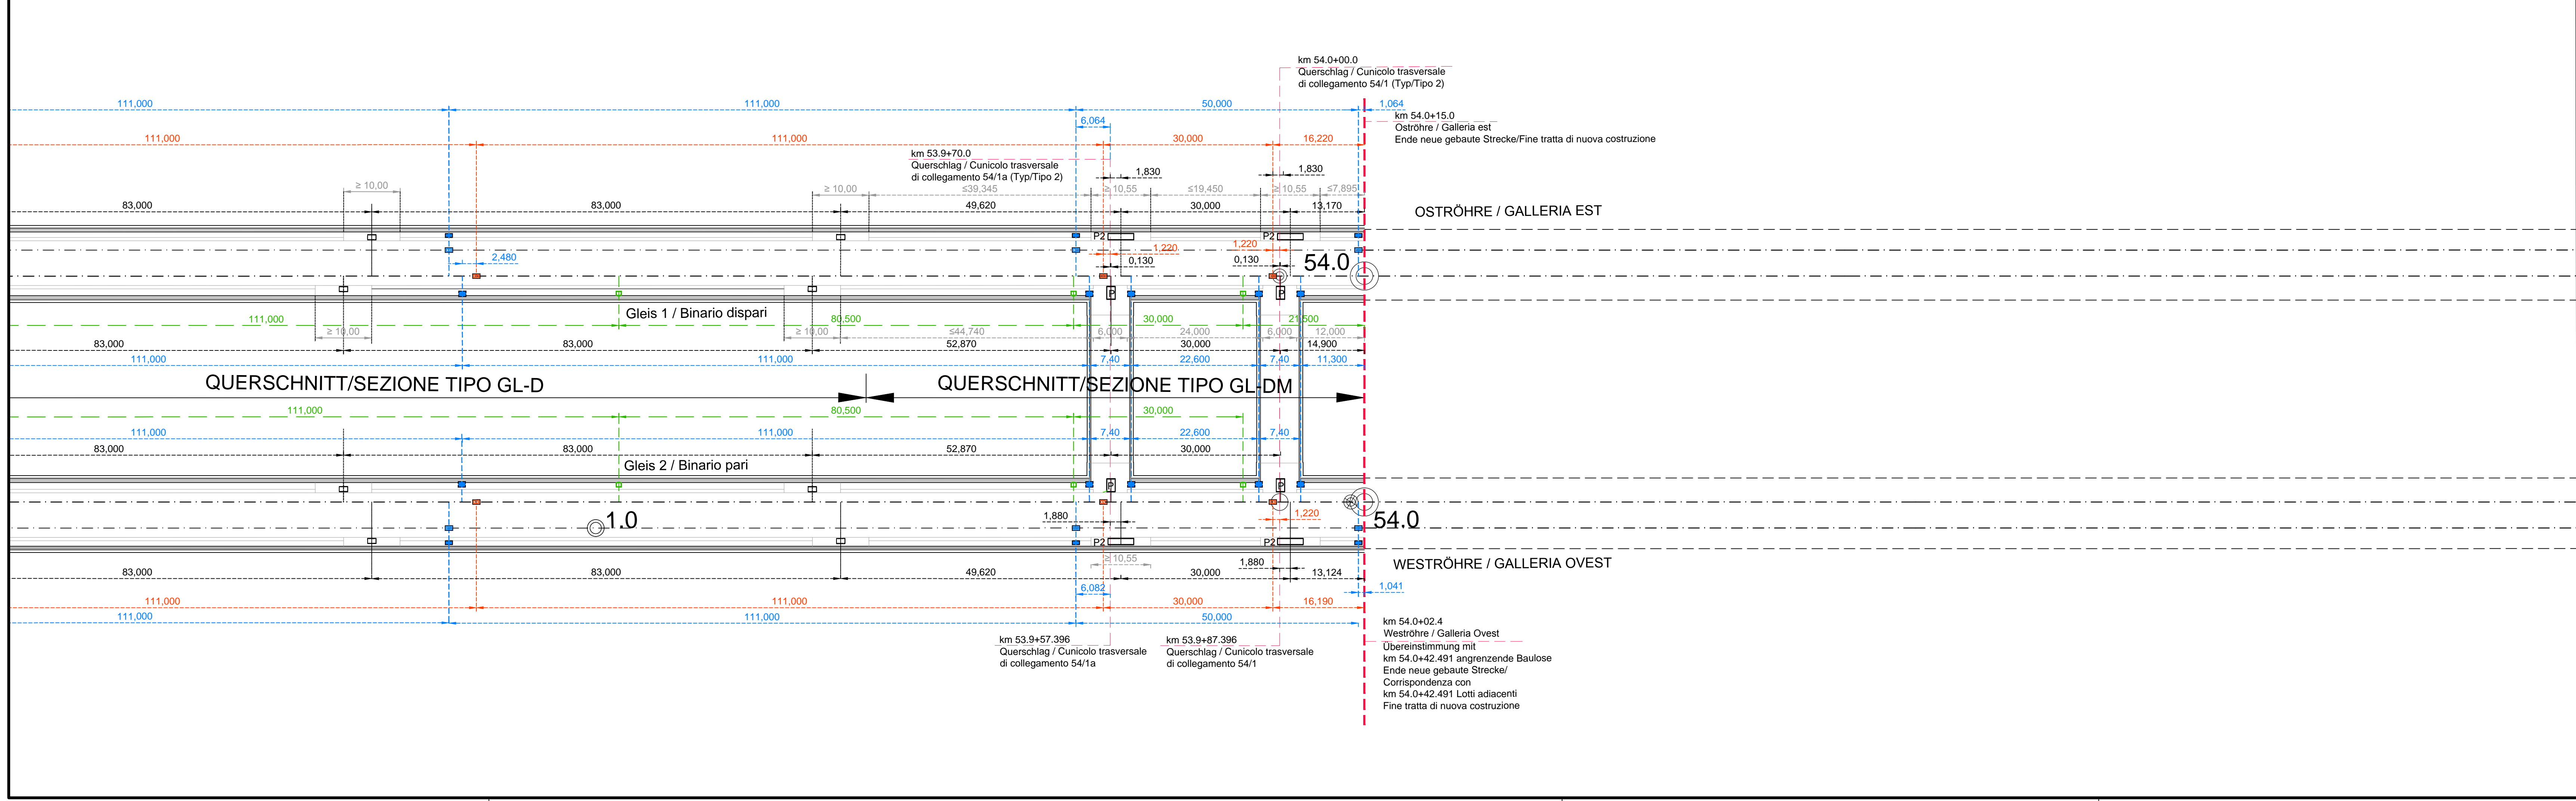 km 54.0+00.0
Querschlag / Cunicolo trasversale
di collegamento 54/1 (Typ/Tipo 2)
111,000 111,000 50,000 1,064
km 54.0+15.0
Oströhre / Galleria est
Ende neue gebaute Strecke/Fine tratta di nuova costruzione
6,064
111,000 111,000 30,000 16,220
km 53.9+70.0
Querschlag / Cunicolo trasversale
di collegamento 54/1a (Typ/Tipo 2)
1,830 1,830
≥ 10,00 ≥ 10,00 ≤39,345 ≥ 10,55 ≤19,450 ≥ 10,55 ≤7,895
83,000 83,000 49,620 30,000 13,170
OSTRÖHRE / GALLERIA EST
P2 P2
1,220 1,220
2,480 0,130 0,130 54.0
P P
Gleis 1 / Binario dispari
111,000 80,500 30,000 21,500
≥ 10,00 ≥ 10,00 ≤44,740 6,000 24,000 6,000 12,000
83,000 83,000 52,870 30,000 14,900
111,000 111,000 7,40 22,600 7,40 11,300
QUERSCHNITT/SEZIONE TIPO GL-D QUERSCHNITT/SEZIONE TIPO GL-DM
111,000 80,500 30,000
111,000 111,000 7,40 22,600 7,40
83,000 83,000 52,870 30,000
Gleis 2 / Binario pari
P P
1.0 1,880 1,220 54.0
P2 P2
≥ 10,55 1,880
WESTRÖHRE / GALLERIA OVEST
83,000 83,000 49,620 30,000 13,124
6,082 1,041
111,000 111,000 30,000 16,190
111,000 111,000 50,000
km 53.9+57.396
Querschlag / Cunicolo trasversale
di collegamento 54/1a
km 53.9+87.396
Querschlag / Cunicolo trasversale
di collegamento 54/1
km 54.0+02.4
Weströhre / Galleria Ovest
Übereinstimmung mit
km 54.0+42.491 angrenzende Baulose
Ende neue gebaute Strecke/
Corrispondenza con
km 54.0+42.491 Lotti adiacenti
Fine tratta di nuova costruzione